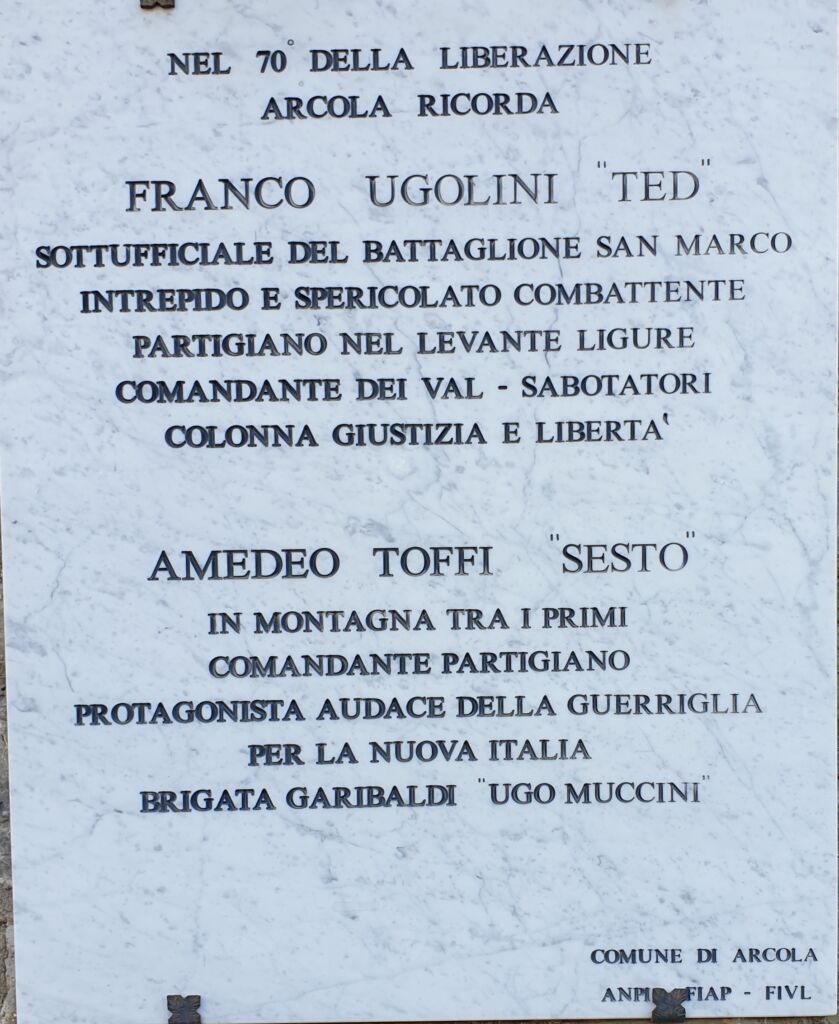 NEL 70° DELLA LIBERAZIONE
ARCOLA RICORDA
FRANCO UGOLINI "TED"
SOTTUFFICIALE DEL BATTAGLIONE SAN MARCO
INTREPIDO E SPERICOLATO COMBATTENTE
PARTIGIANO NEL LEVANTE LIGURE
COMANDANTE DEI VAL - SABOTATORI
COLONNA GIUSTIZIA E LIBERTA'
AMEDEO TOFFI "SESTO"
IN MONTAGNA TRA I PRIMI
COMANDANTE PARTIGIANO
PROTAGONISTA AUDACE DELLA GUERRIGLIA
PER LA NUOVA ITALIA
BRIGATA GARIBALDI "UGO MUCCINI"
COMUNE DI ARCOLA
ANPI FIAP - FIVL